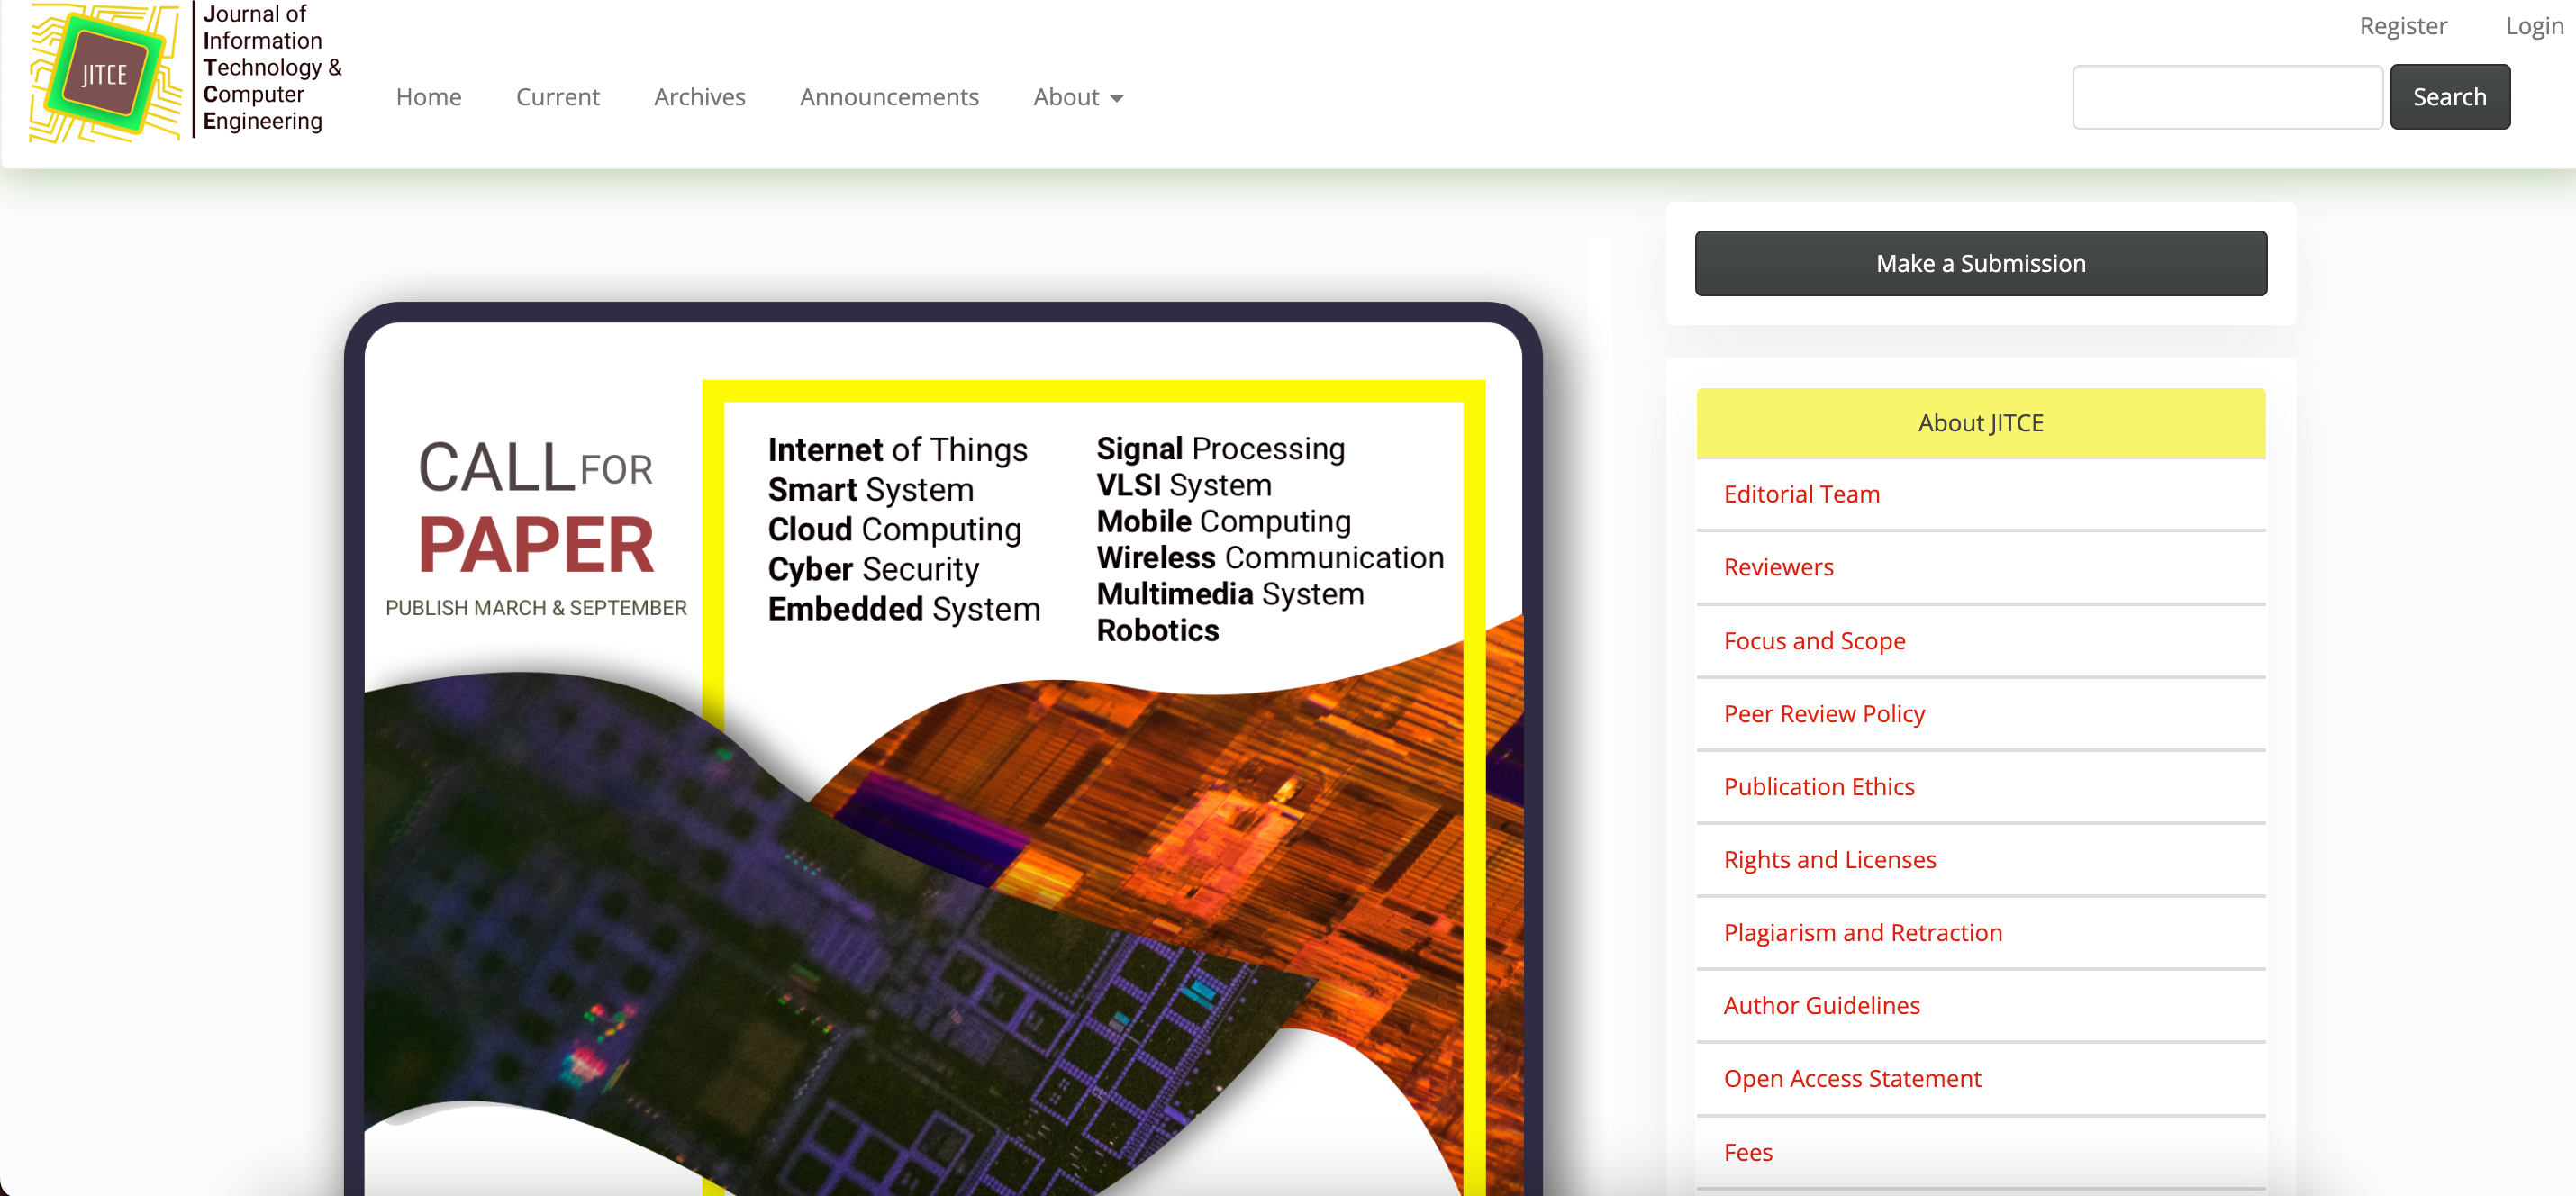 JITCE
Journal of
Information
Technology &
Computer
Engineering
Home
Current
Archives
Announcements
About
Register
Login
Search
Make a Submission
CALL FOR
PAPER
PUBLISH MARCH & SEPTEMBER
Internet of Things
Smart System
Cloud Computing
Cyber Security
Embedded System
Signal Processing
VLSI System
Mobile Computing
Wireless Communication
Multimedia System
Robotics
About JITCE
Editorial Team
Reviewers
Focus and Scope
Peer Review Policy
Publication Ethics
Rights and Licenses
Plagiarism and Retraction
Author Guidelines
Open Access Statement
Fees